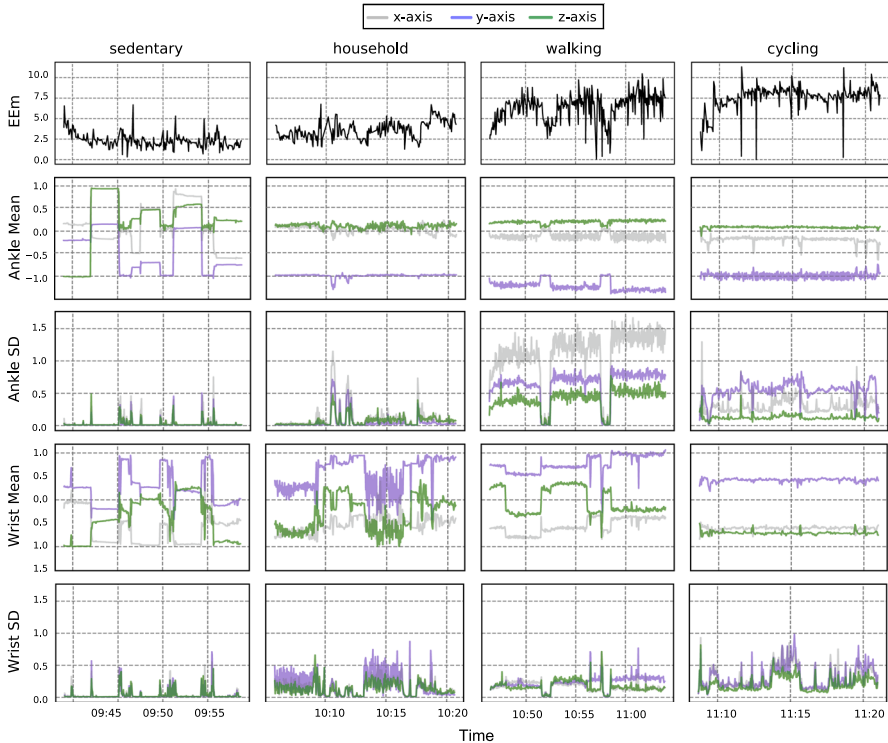 x-axis y-axis z-axis
sedentary household walking cycling
EEm
10.0
7.5
5.0
2.5
0.0
Ankle Mean
1.0
0.5
0.0
−0.5
−1.0
Ankle SD
1.5
1.0
0.5
0.0
Wrist Mean
1.0
0.5
0.0
0.5
1.0
1.5
Wrist SD
1.5
1.0
0.5
0.0
09:45 09:50 09:55 10:10 10:15 10:20 10:50 10:55 11:00 11:10 11:15 11:20
Time